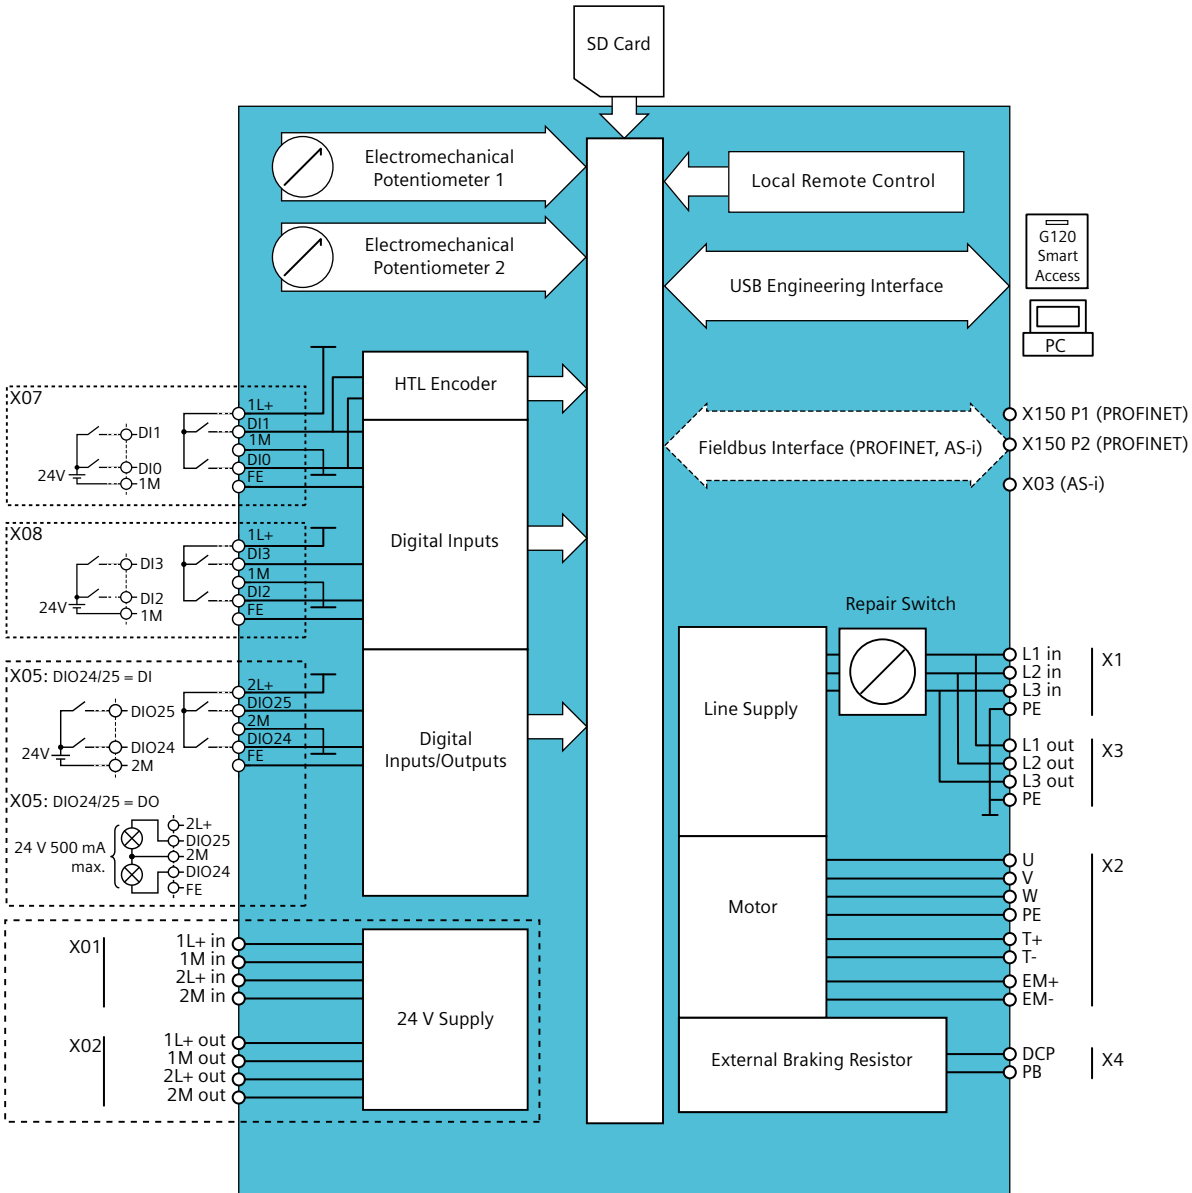 SD Card
Electromechanical
Potentiometer 1
Local Remote Control
Electromechanical
Potentiometer 2
USB Engineering Interface
G120
Smart
Access
PC
HTL Encoder
X07
DI1
DI0
24V
1M
1L+
DI1
1M
DI0
FE
Fieldbus Interface (PROFINET, AS-i)
X150 P1 (PROFINET)
X150 P2 (PROFINET)
X03 (AS-i)
X08
DI3
DI2
24V
1M
1L+
DI3
1M
DI2
FE
Digital Inputs
Repair Switch
X05: DIO24/25 = DI
DIO25
DIO24
24V
2M
2L+
DIO25
2M
DIO24
FE
Digital
Inputs/Outputs
X05: DIO24/25 = DO
24 V 500 mA
max.
2L+
DIO25
2M
DIO24
FE
Line Supply
L1 in
L2 in
L3 in
PE
X1
L1 out
L2 out
L3 out
PE
X3
Motor
U
V
W
PE
T+
T-
EM+
EM-
X2
X01
1L+ in
1M in
2L+ in
2M in
X02
1L+ out
1M out
2L+ out
2M out
24 V Supply
External Braking Resistor
DCP
PB
X4